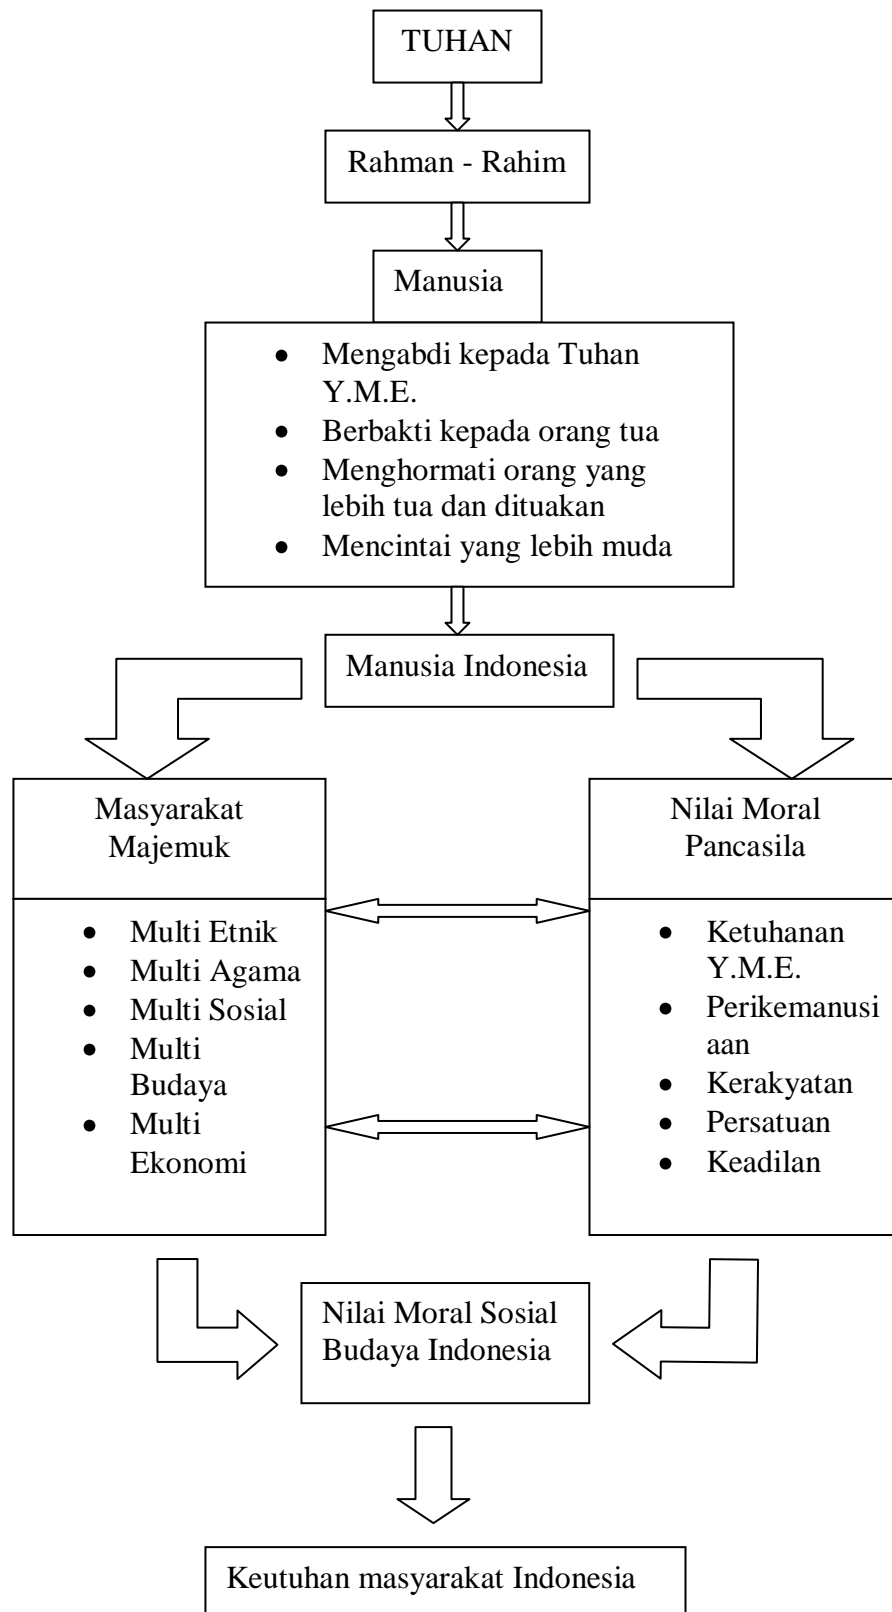 TUHAN
Rahman - Rahim
Manusia
• Mengabdi kepada Tuhan
Y.M.E.
• Berbakti kepada orang tua
• Menghormati orang yang
lebih tua dan dituakan
• Mencintai yang lebih muda
Manusia Indonesia
Masyarakat
Majemuk
• Multi Etnik
• Multi Agama
• Multi Sosial
• Multi
Budaya
• Multi
Ekonomi
Nilai Moral
Pancasila
• Ketuhanan
Y.M.E.
• Perikemanusi
aan
• Kerakyatan
• Persatuan
• Keadilan
Nilai Moral Sosial
Budaya Indonesia
Keutuhan masyarakat Indonesia